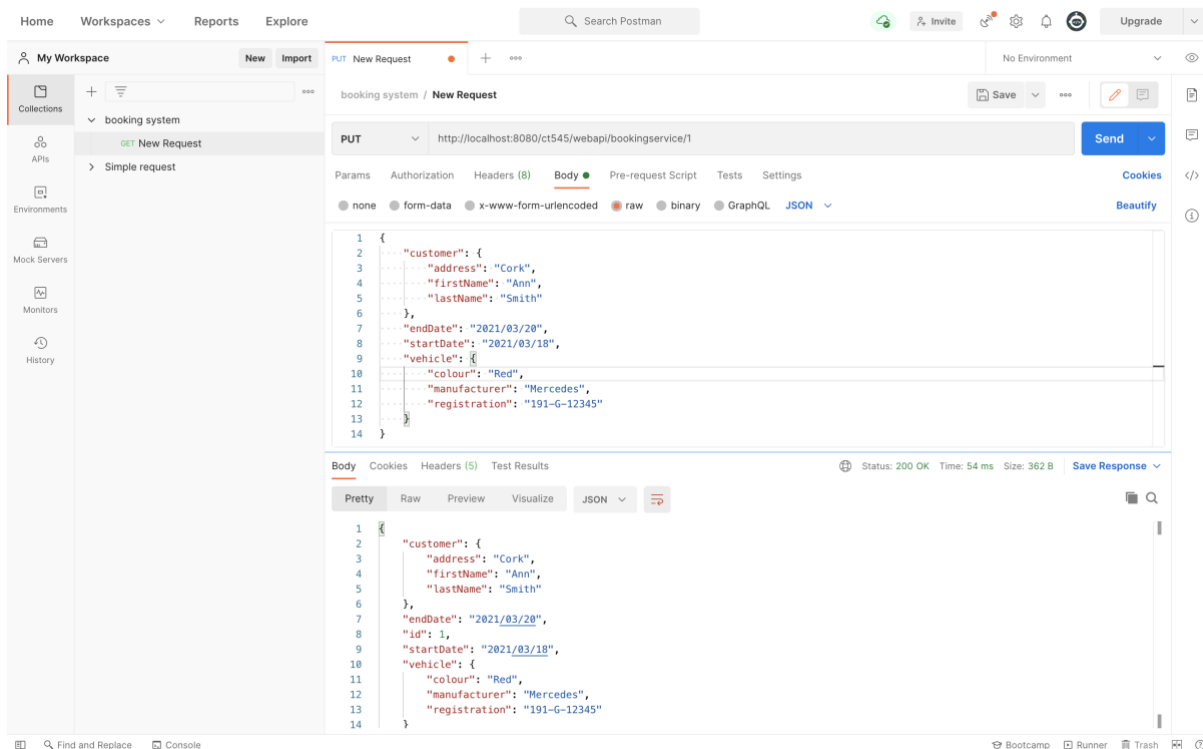 Home Workspaces Reports Explore Search Postman Invite Upgrade
My Workspace New Import PUT New Request No Environment
Collections
APIs
Environments
Mock Servers
Monitors
History
booking system
GET New Request
Simple request
booking system / New Request Save
PUT http://localhost:8080/ct545/webapi/bookingservice/1 Send
Params Authorization Headers (8) Body Pre-request Script Tests Settings Cookies
none form-data x-www-form-urlencoded raw binary GraphQL JSON Beautify
1 {
2 "customer": {
3 "address": "Cork",
4 "firstName": "Ann",
5 "lastName": "Smith"
6 },
7 "endDate": "2021/03/20",
8 "startDate": "2021/03/18",
9 "vehicle": {
10 "colour": "Red",
11 "manufacturer": "Mercedes",
12 "registration": "191-G-12345"
13 }
14 }
Body Cookies Headers (5) Test Results Status: 200 OK Time: 54 ms Size: 362 B Save Response
Pretty Raw Preview Visualize JSON
1 {
2 "customer": {
3 "address": "Cork",
4 "firstName": "Ann",
5 "lastName": "Smith"
6 },
7 "endDate": "2021/03/20",
8 "id": 1,
9 "startDate": "2021/03/18",
10 "vehicle": {
11 "colour": "Red",
12 "manufacturer": "Mercedes",
13 "registration": "191-G-12345"
14 }
Find and Replace Console Bootcamp Runner Trash